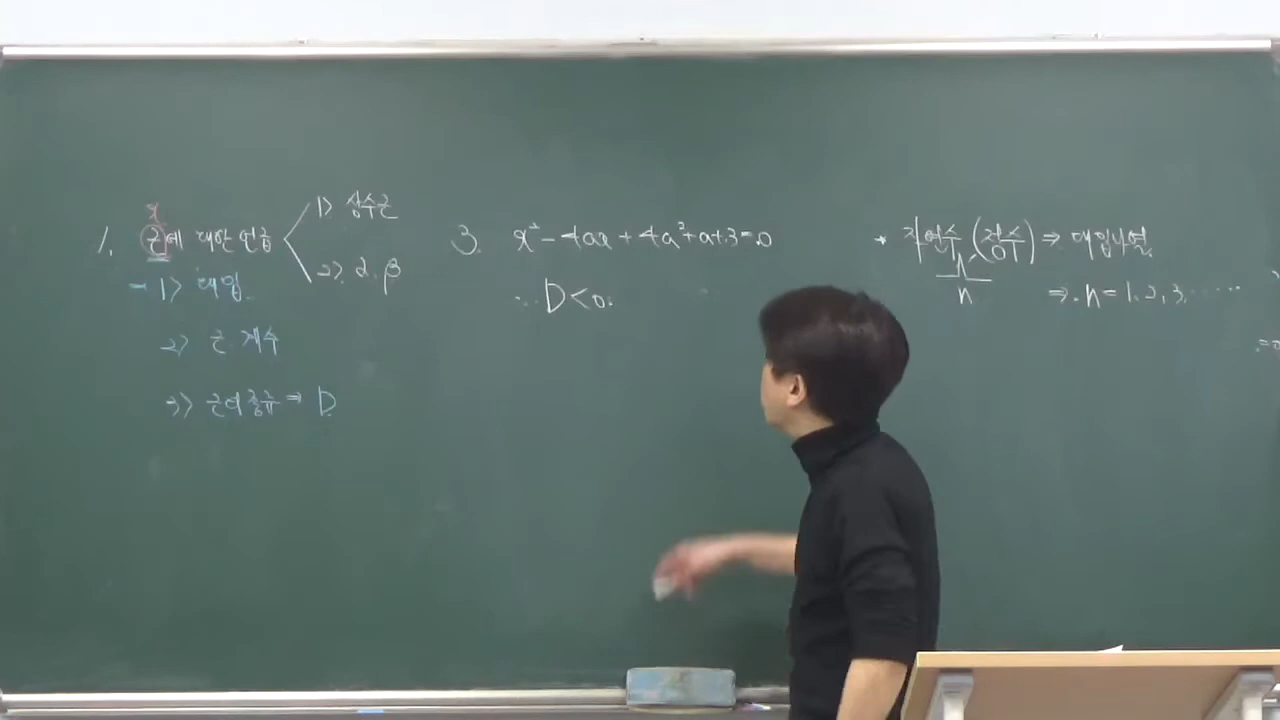 1. 근에 대한 언급
x
1> 상수근
2> α, β
-1> 대입
2> 근. 계수
3> 근의 종류 ⇒ D
3. x² - 4ax + 4a² + a + 3 = 0
∴ D < 0.
* 자연수 (정수) ⇒ 대입나열
n
⇒ n = 1, 2, 3, ......